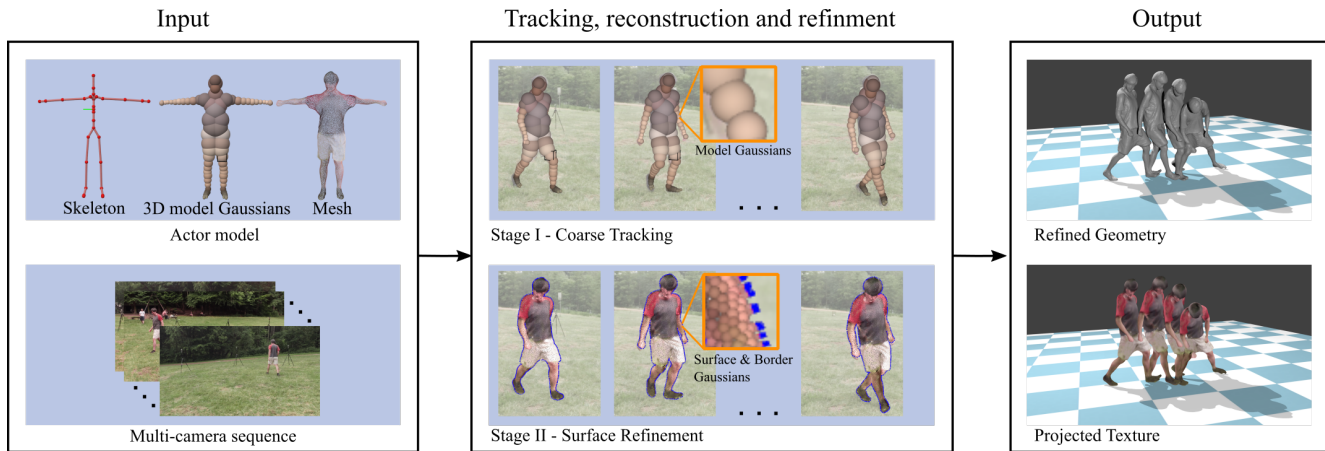 Input
Tracking, reconstruction and refinment
Output
Skeleton
3D model Gaussians
Mesh
Actor model
Multi-camera sequence
Model Gaussians
. . .
Stage I - Coarse Tracking
Surface & Border
Gaussians
. . .
Stage II - Surface Refinement
Refined Geometry
Projected Texture